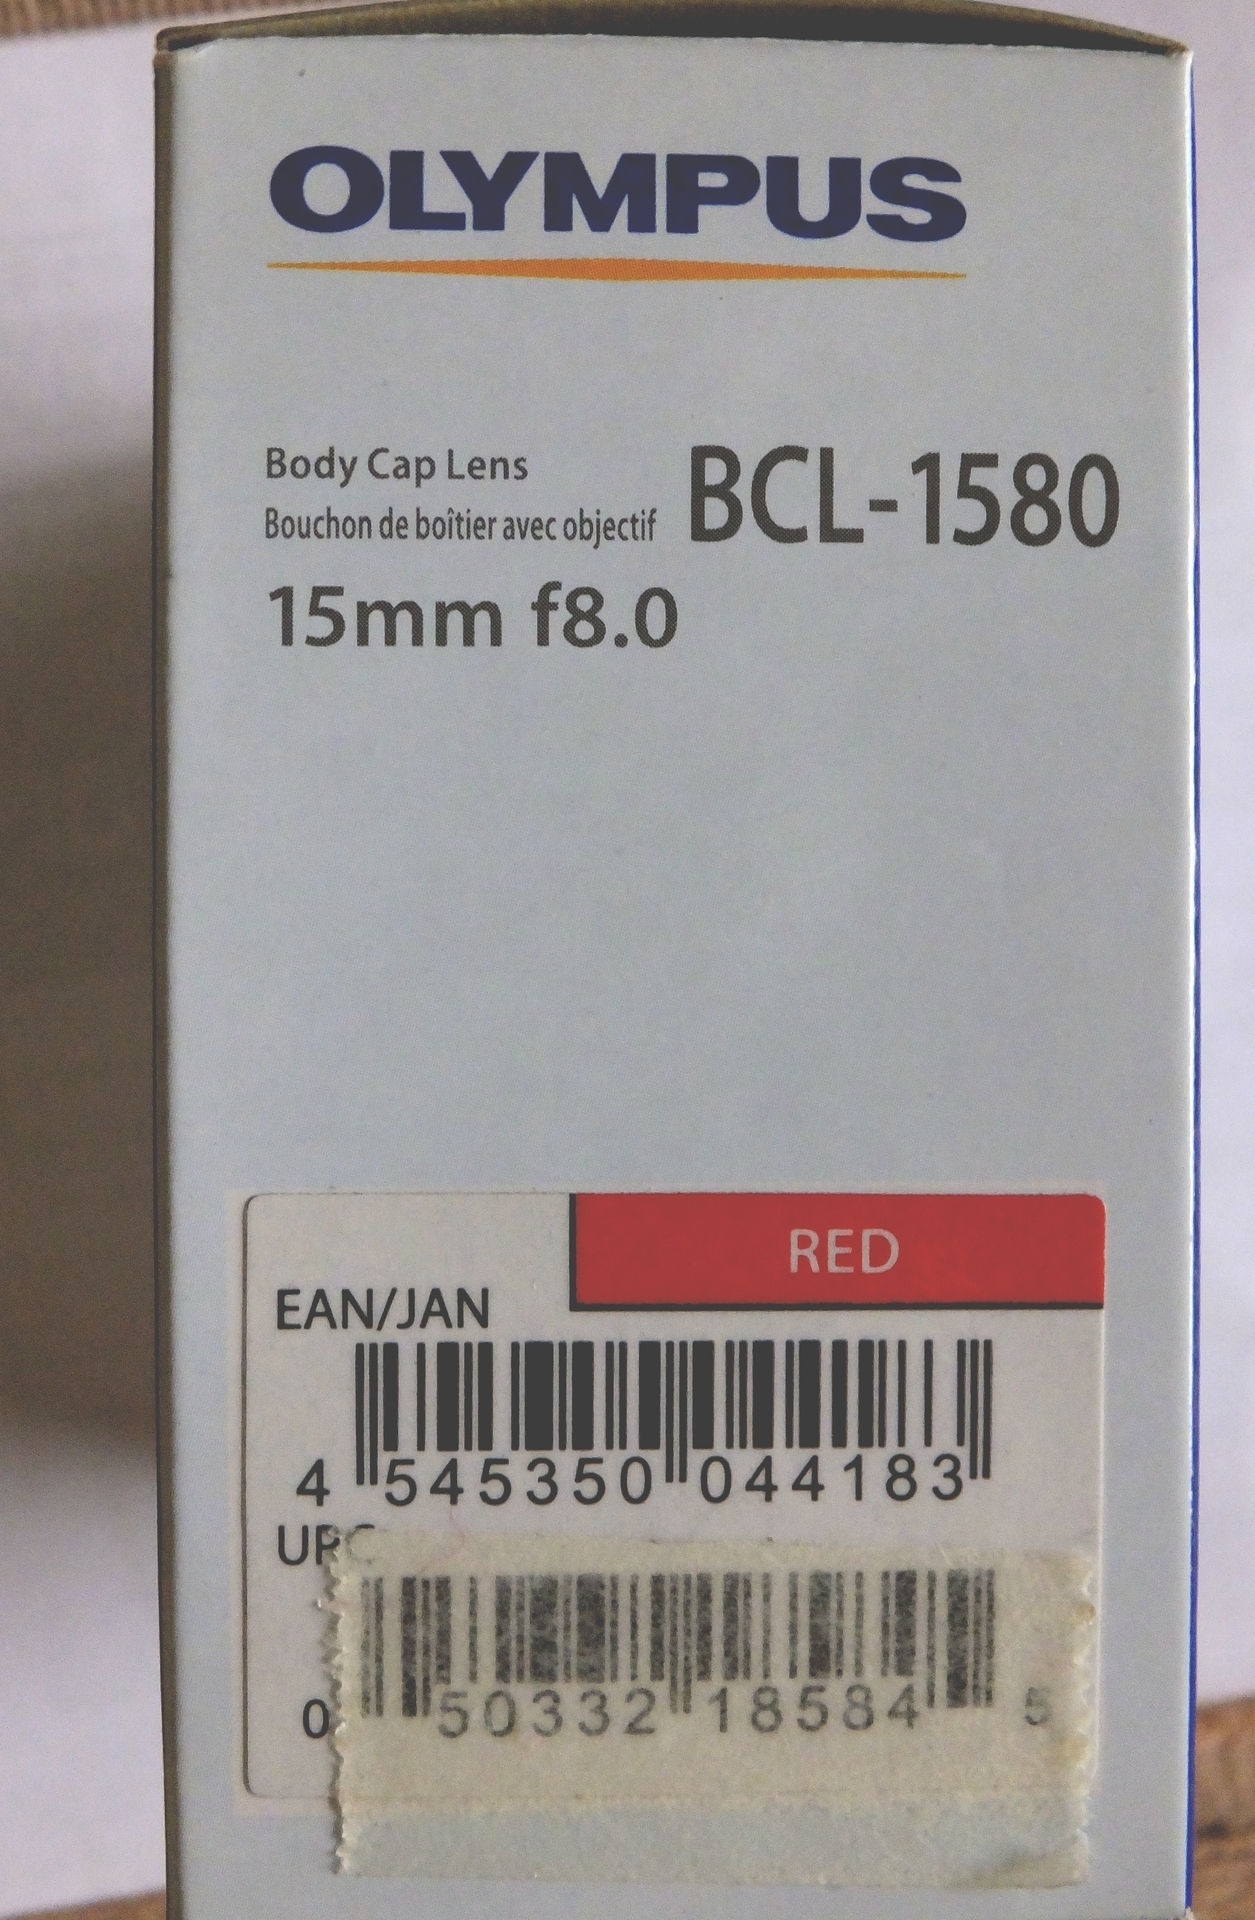 OLYMPUS
Body Cap Lens
Bouchon de boîtier avec objectif
BCL-1580
15mm f8.0
RED
EAN/JAN
4 545350 044183
UPC
0 50332 18584 5